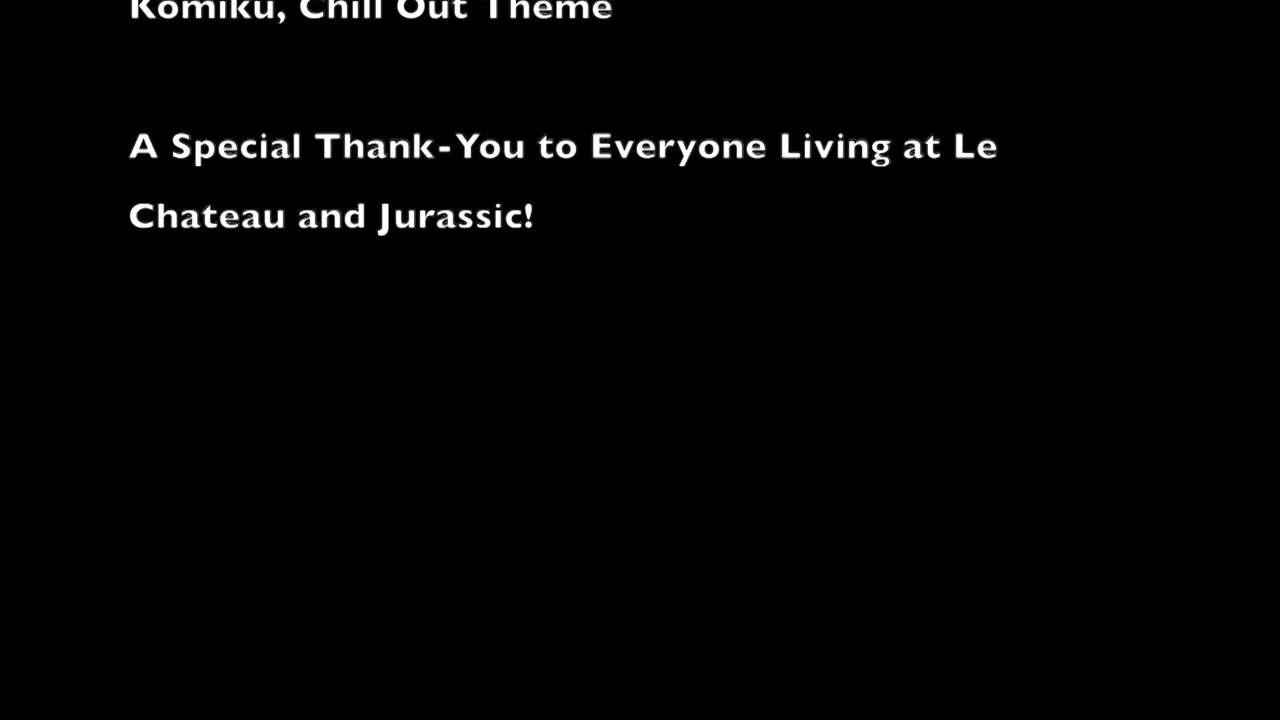 Komiku, Chill Out Theme
A Special Thank-You to Everyone Living at Le
Chateau and Jurassic!